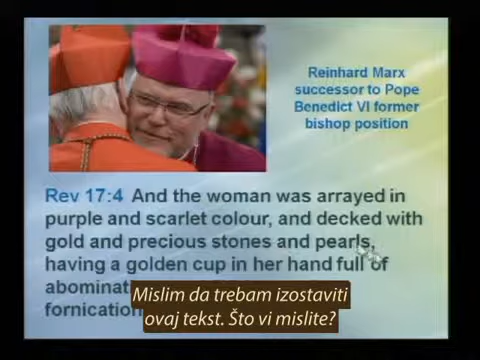 Reinhard Marx
successor to Pope
Benedict VI former
bishop position
Rev 17:4 And the woman was arrayed in
purple and scarlet colour, and decked with
gold and precious stones and pearls,
having a golden cup in her hand full of
abominat
fornication
Mislim da trebam izostaviti
ovaj tekst. Što vi mislite?